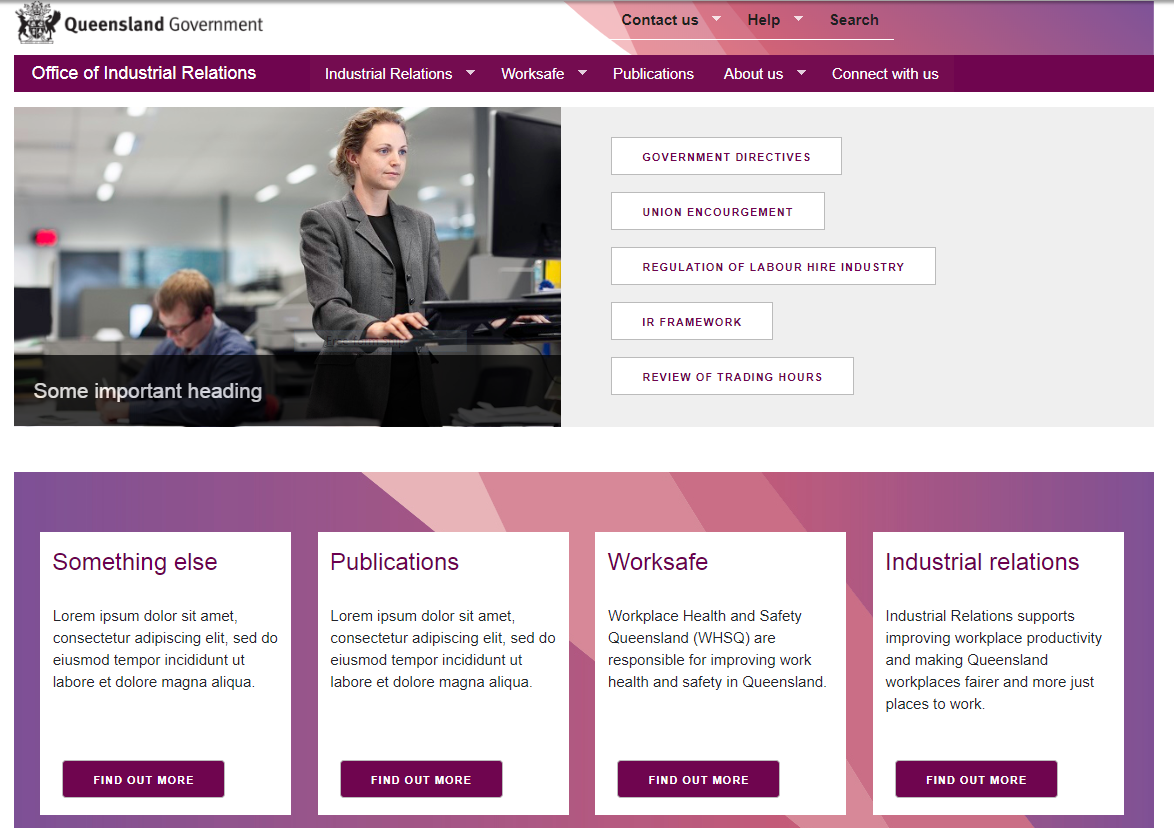 Queensland Government
Contact us Help Search
Office of Industrial Relations
Industrial Relations Worksafe Publications About us Connect with us
Some important heading
GOVERNMENT DIRECTIVES
UNION ENCOURGEMENT
REGULATION OF LABOUR HIRE INDUSTRY
IR FRAMEWORK
REVIEW OF TRADING HOURS
Something else
Lorem ipsum dolor sit amet,
consectetur adipiscing elit, sed do
eiusmod tempor incididunt ut
labore et dolore magna aliqua.
FIND OUT MORE
Publications
Lorem ipsum dolor sit amet,
consectetur adipiscing elit, sed do
eiusmod tempor incididunt ut
labore et dolore magna aliqua.
FIND OUT MORE
Worksafe
Workplace Health and Safety
Queensland (WHSQ) are
responsible for improving work
health and safety in Queensland.
FIND OUT MORE
Industrial relations
Industrial Relations supports
improving workplace productivity
and making Queensland
workplaces fairer and more just
places to work.
FIND OUT MORE